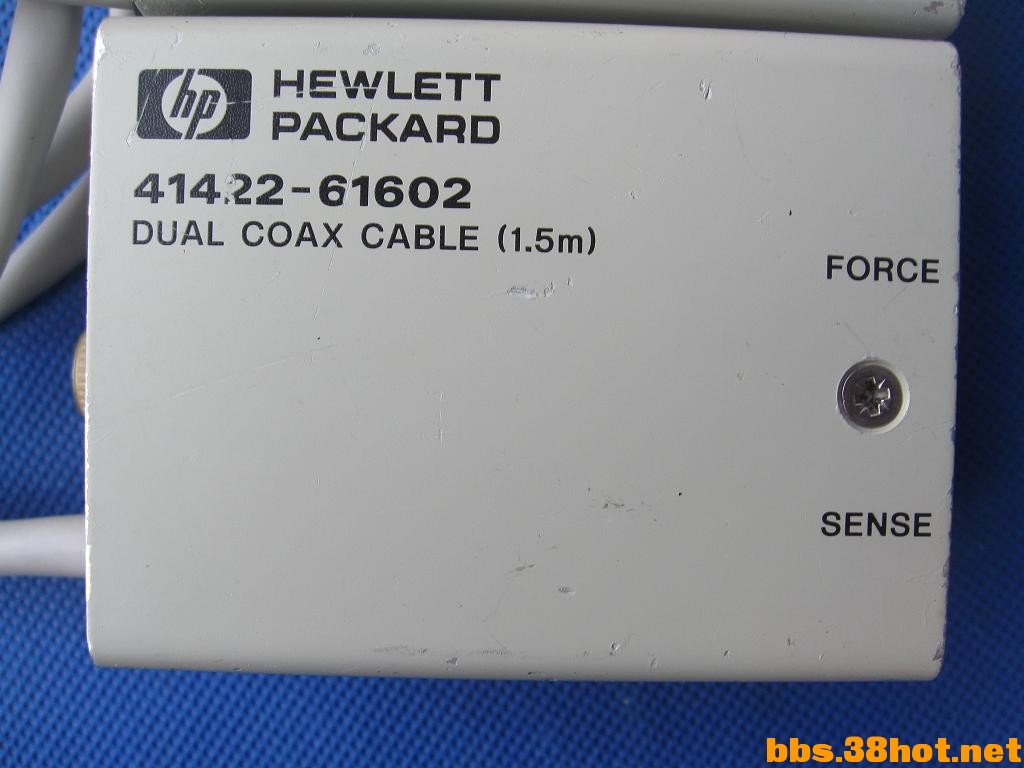 hp HEWLETT
PACKARD
41422-61602
DUAL COAX CABLE (1.5m)
FORCE
SENSE
bbs.38hot.net